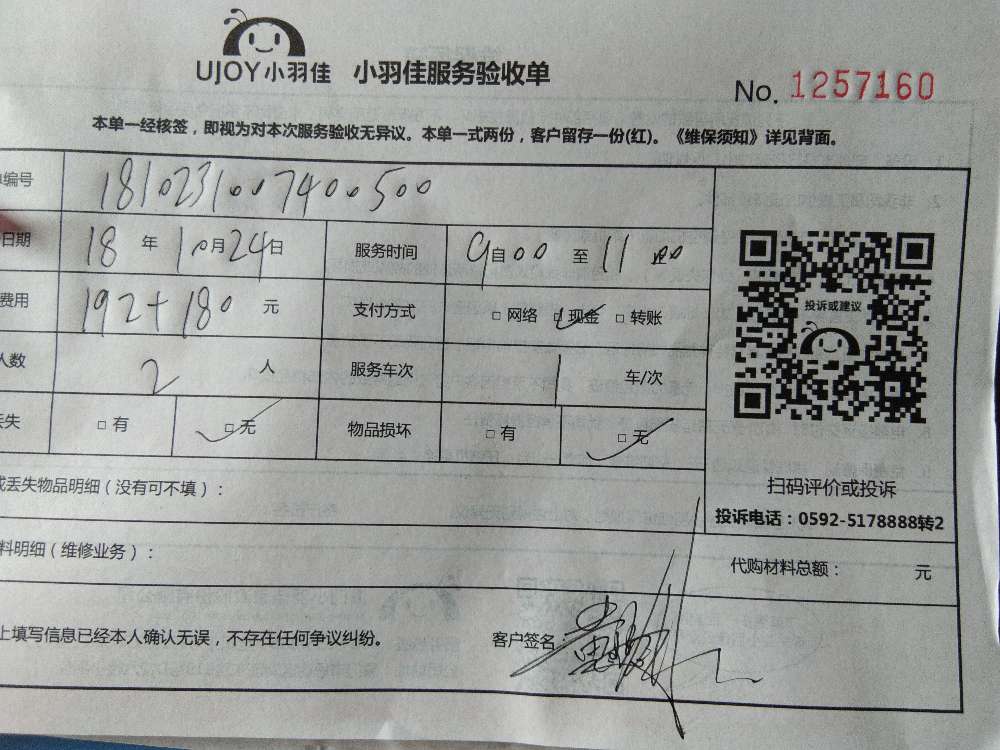 UJOY小羽佳 小羽佳服务验收单
No. 1257160
本单一经核签，即视为对本次服务验收无异议。本单一式两份，客户留存一份(红)。《维保须知》详见背面。
编号 1810231007400500
日期 18 年 10月24日 服务时间 9自00 至 11 00
费用 192+180 元 支付方式 □ 网络 □ 现金 □ 转账
人数 2 人 服务车次 1 车/次
丢失 □ 有 □ 无 物品损坏 □ 有 □ 无
投诉或建议
扫码评价或投诉
投诉电话：0592-5178888转2
或丢失物品明细（没有可不填）：
料明细（维修业务）： 代购材料总额： 元
上填写信息已经本人确认无误，不存在任何争议纠纷。 客户签名：